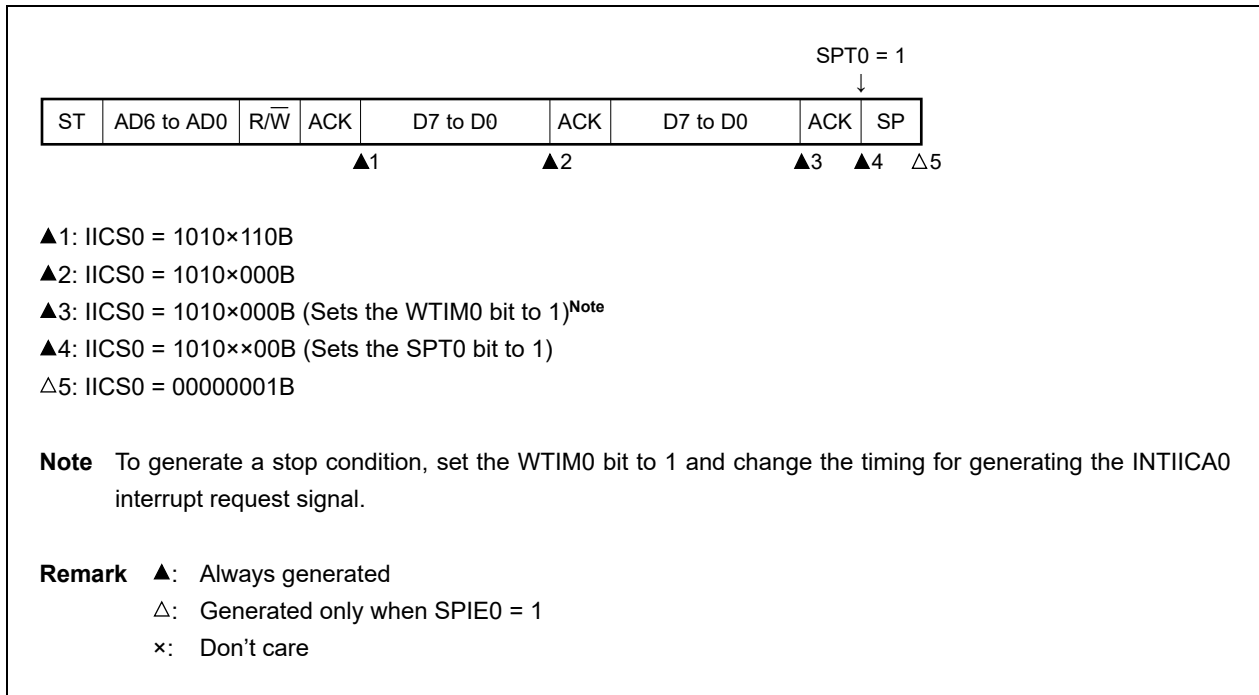 SPT0 = 1
↓
ST AD6 to AD0 R/W̅ ACK D7 to D0 ACK D7 to D0 ACK SP
▲1 ▲2 ▲3 ▲4 △5
▲1: IICS0 = 1010×110B
▲2: IICS0 = 1010×000B
▲3: IICS0 = 1010×000B (Sets the WTIM0 bit to 1)Note
▲4: IICS0 = 1010××00B (Sets the SPT0 bit to 1)
△5: IICS0 = 00000001B
Note To generate a stop condition, set the WTIM0 bit to 1 and change the timing for generating the INTIICA0
interrupt request signal.
Remark ▲: Always generated
△: Generated only when SPIE0 = 1
×: Don’t care